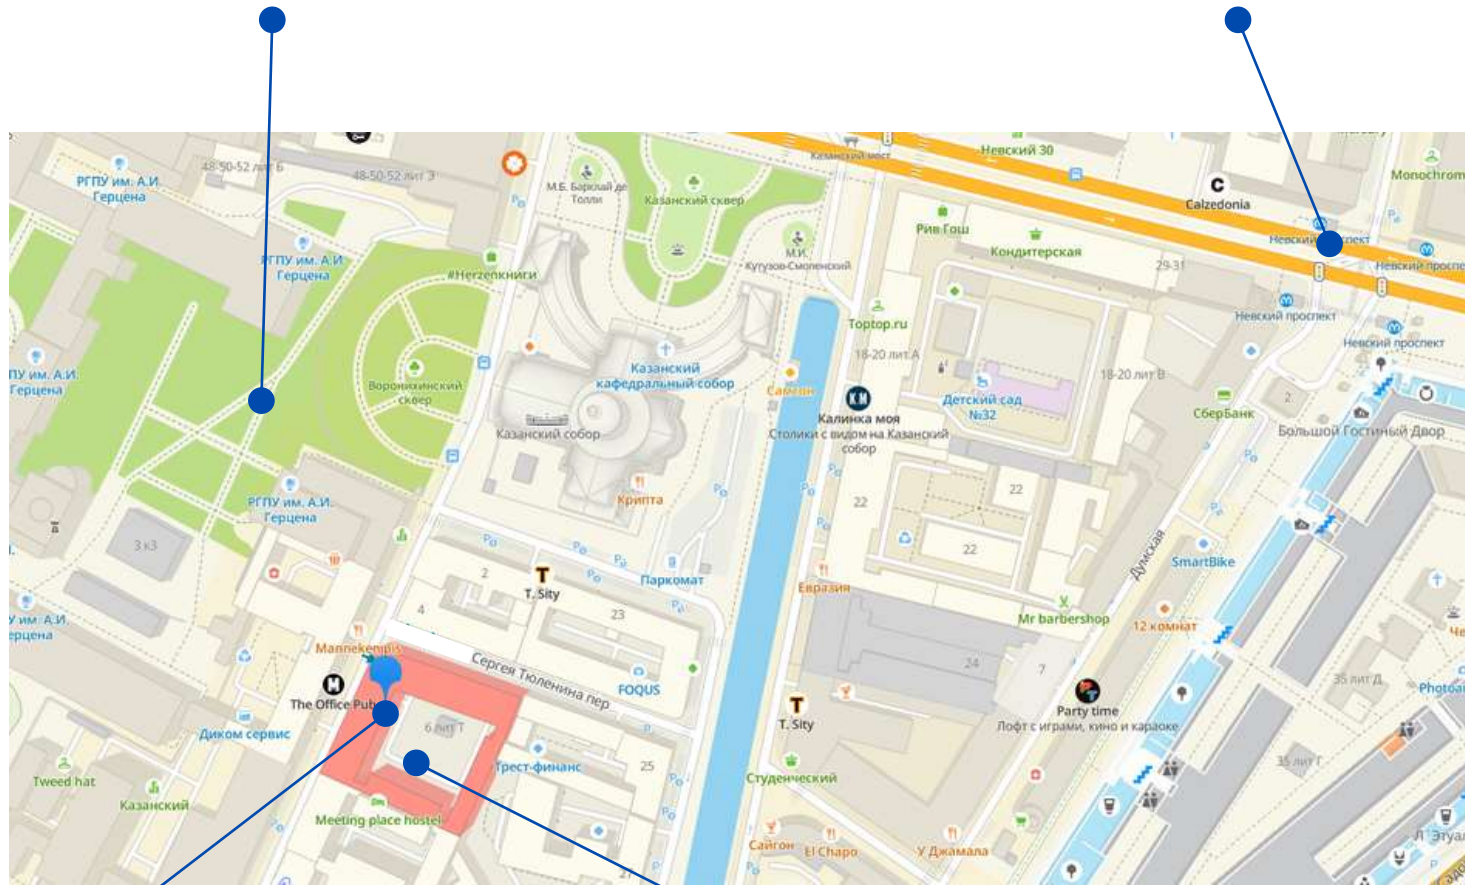 48-50-52 лит Б
РГПУ им. А.И.
Герцена
48-50-52 лит Э
М.Б. Барклай де
Толли
Казанский сквер
Казанский мост
Невский 30
Calzedonia
Monochrom
РГПУ им. А.И.
Герцена
#Herzenкниги
М.И.
Кутузов-Смоленский
Рив Гош
Кондитерская
29-31
Невский проспект
Невский проспе
Невский проспект
Невский проспект
Toptop.ru
18-20 лит А
ПУ им. А.И.
Герцена
Воронихинский
сквер
Казанский
кафедральный собор
Самгон
Детский сад
№32
18-20 лит В
СберБанк
2
Казанский собор
КМ
Калинка моя
Столики с видом на Казанский
собор
Большой Гостиный Двор
РГПУ им. А.И.
Герцена
Крипта
22
22
22
3 к3
2
T
T. Sity
Паркомат
Евразия
Думская
SmartBike
У им. А.И.
ерцена
4
23
Mr barbershop
12 комнат
Че
Mannekenpis
Сергея Тюленина пер
FOQUS
24
7
35 лит Д
Photoa
The Office Pub
6 лит Т
T
T. Sity
Party time
Лофт с играми, кино и караоке
Диком сервис
Трест-финанс
25
Студенческий
35 лит Г
Tweed hat
Казанский
Meeting place hostel
Сайгон
El Chapo
У Джамала
Л'Этуа
27